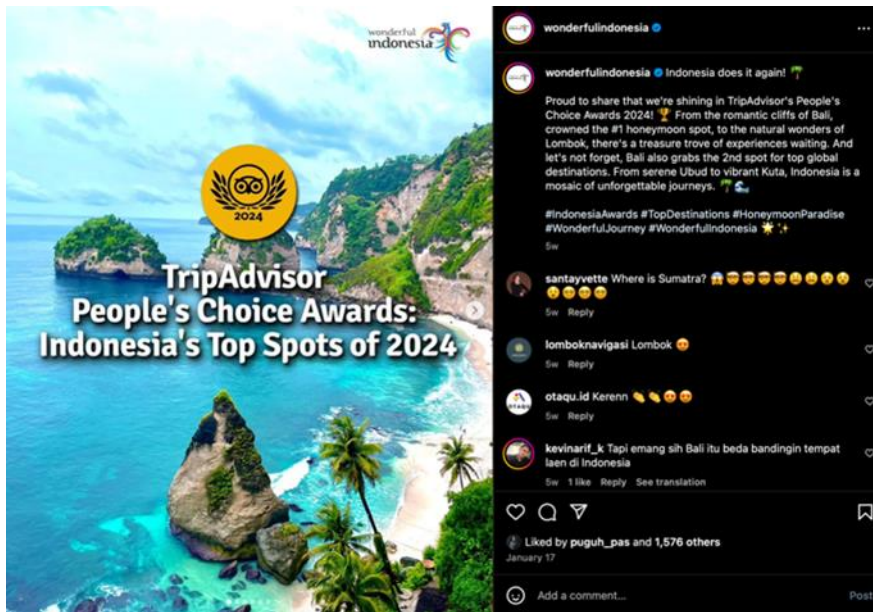 wonderful
indonesia
2024
TripAdvisor
People's Choice Awards:
Indonesia's Top Spots of 2024
wonderfulindonesia
wonderfulindonesia Indonesia does it again! 🌴
Proud to share that we're shining in TripAdvisor's People's
Choice Awards 2024! 🏆 From the romantic cliffs of Bali,
crowned the #1 honeymoon spot, to the natural wonders of
Lombok, there's a treasure trove of experiences waiting. And
let's not forget, Bali also grabs the 2nd spot for top global
destinations. From serene Ubud to vibrant Kuta, Indonesia is a
mosaic of unforgettable journeys. 🌴🌊
#IndonesiaAwards #TopDestinations #HoneymoonParadise
#WonderfulJourney #WonderfulIndonesia 🌟✨
5w
santayvette Where is Sumatra?
5w Reply
lomboknavigasi Lombok 😍
5w Reply
otaqu.id Kerenn 👏👏😍😍
5w Reply
kevinarif_k Tapi emang sih Bali itu beda bandingin tempat
laen di Indonesia
5w 1 like Reply See translation
Liked by puguh_pas and 1,576 others
January 17
Add a comment...
Post